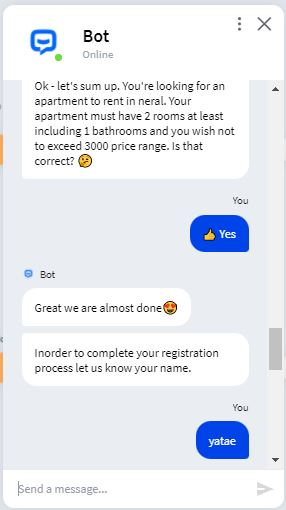 Bot
Online
Ok - let's sum up. You're looking for an
apartment to rent in neral. Your
apartment must have 2 rooms at least
including 1 bathrooms and you wish not
to exceed 3000 price range. Is that
correct? 🤔
You
👍 Yes
Bot
Great we are almost done😍
Inorder to complete your registration
process let us know your name.
You
yatae
Send a message...